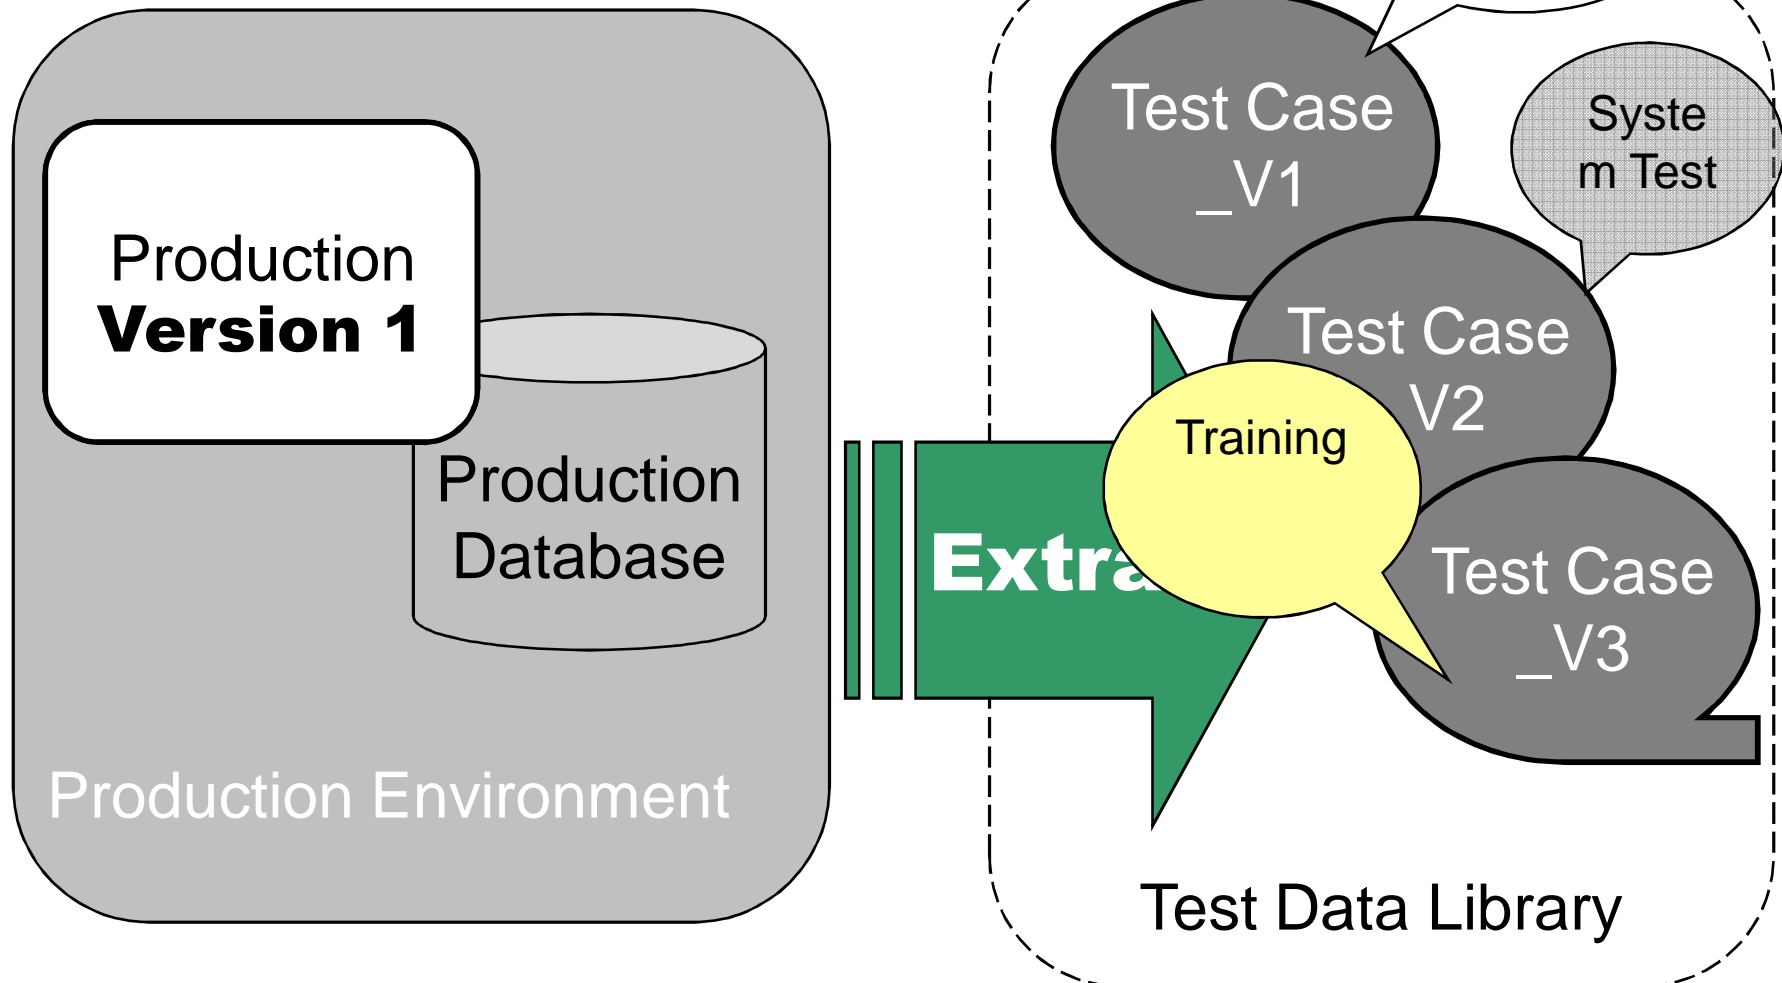 Production
Version 1
Production
Database
Production Environment
Extra
Test Case
_V1
Syste
m Test
Test Case
V2
Training
Test Case
_V3
Test Data Library